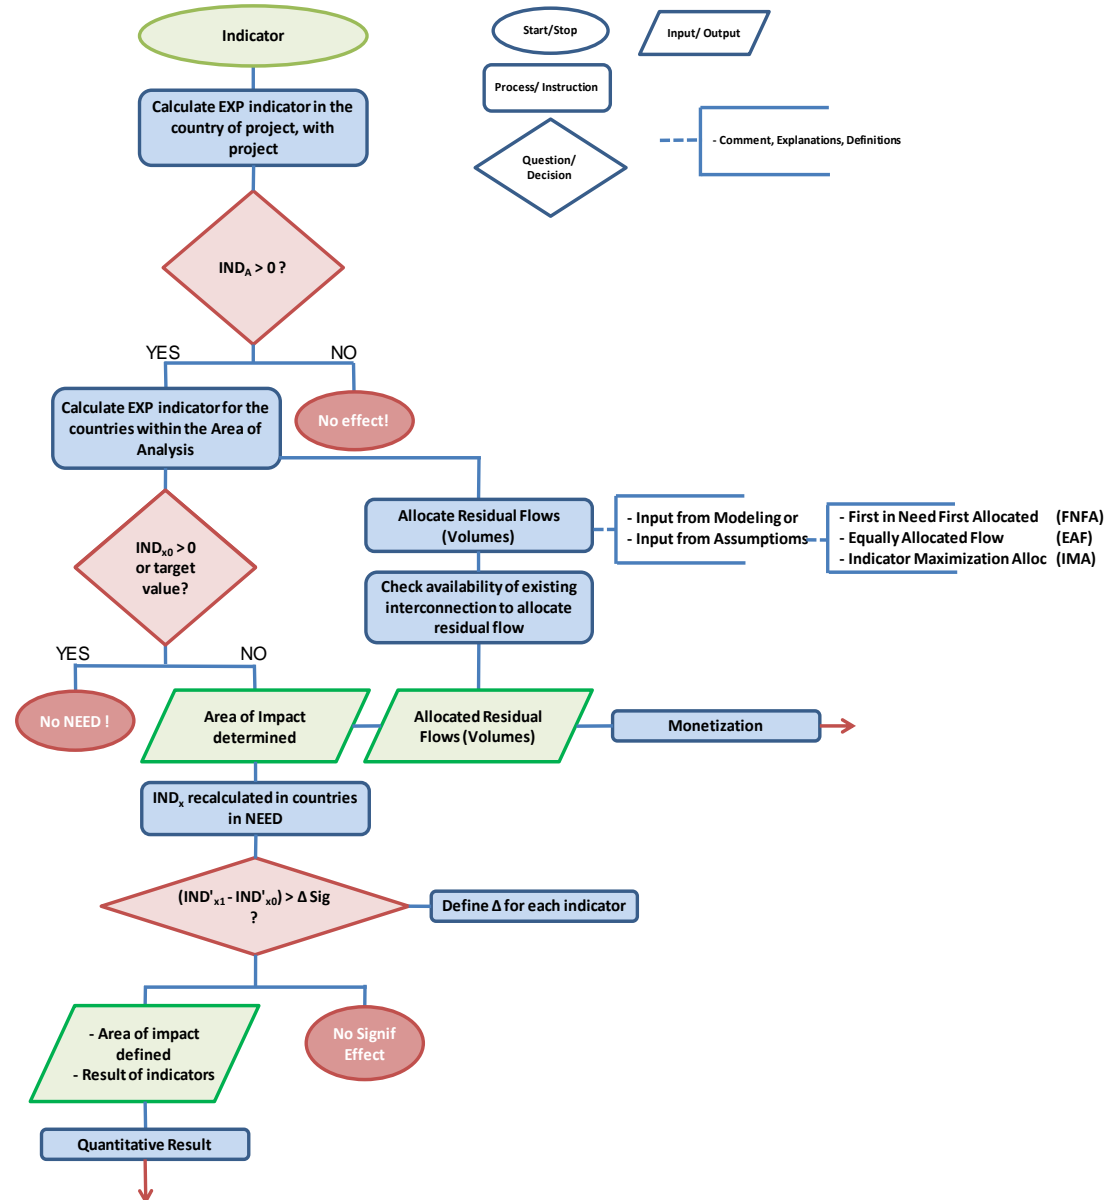 Indicator
Start/Stop
Input/ Output
Process/ Instruction
Calculate EXP indicator in the
country of project, with
project
- Comment, Explanations, Definitions
Question/
Decision
IND_A > 0 ?
YES
NO
Calculate EXP indicator for the
countries within the Area of
Analysis
No effect!
Allocate Residual Flows
(Volumes)
- Input from Modeling or
- Input from Assumptioms
- First in Need First Allocated (FNFA)
- Equally Allocated Flow (EAF)
- Indicator Maximization Alloc (IMA)
IND_x0 > 0
or target
value?
Check availability of existing
interconnection to allocate
residual flow
YES
NO
No NEED !
Area of Impact
determined
Allocated Residual
Flows (Volumes)
Monetization
IND_x recalculated in countries
in NEED
(IND'_x1 - IND'_x0) > Δ Sig
?
Define Δ for each indicator
- Area of impact
defined
- Result of indicators
No Signif
Effect
Quantitative Result